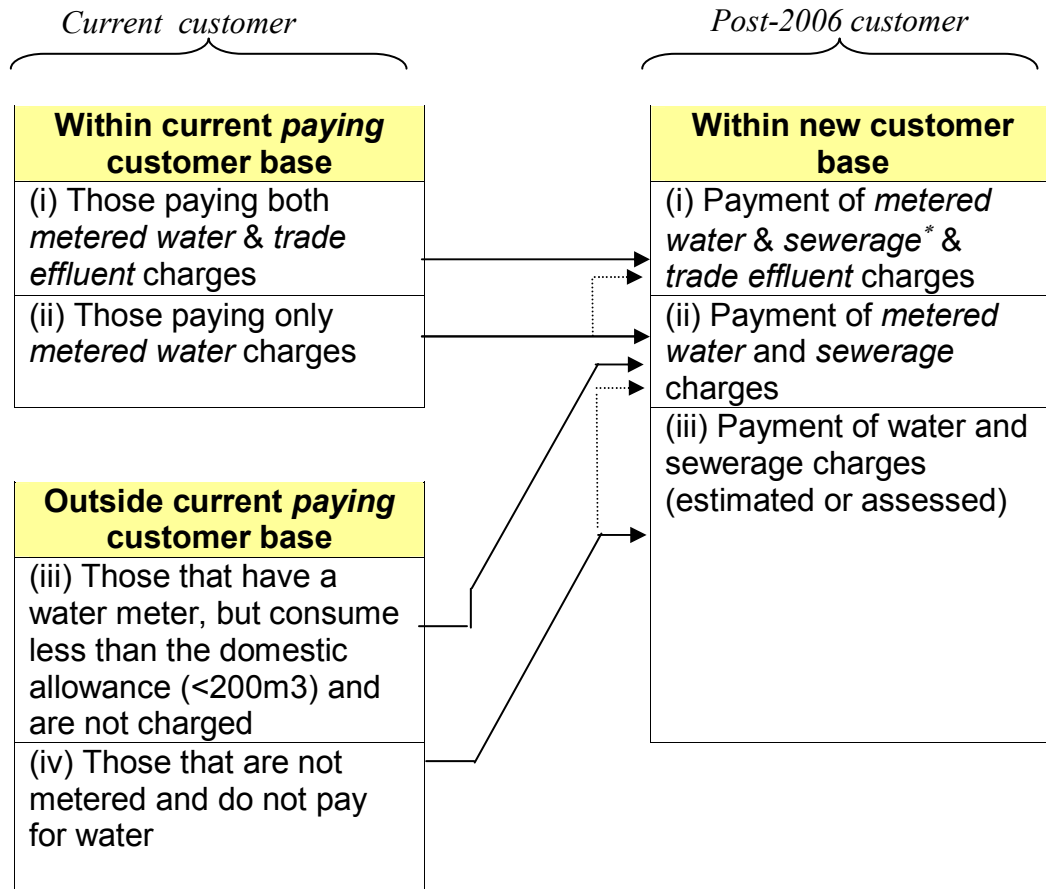 Current customer
Within current paying
customer base
(i) Those paying both
metered water & trade
effluent charges
(ii) Those paying only
metered water charges
Outside current paying
customer base
(iii) Those that have a
water meter, but consume
less than the domestic
allowance (<200m3) and
are not charged
(iv) Those that are not
metered and do not pay
for water
Post-2006 customer
Within new customer
base
(i) Payment of metered
water & sewerage* &
trade effluent charges
(ii) Payment of metered
water and sewerage
charges
(iii) Payment of water and
sewerage charges
(estimated or assessed)